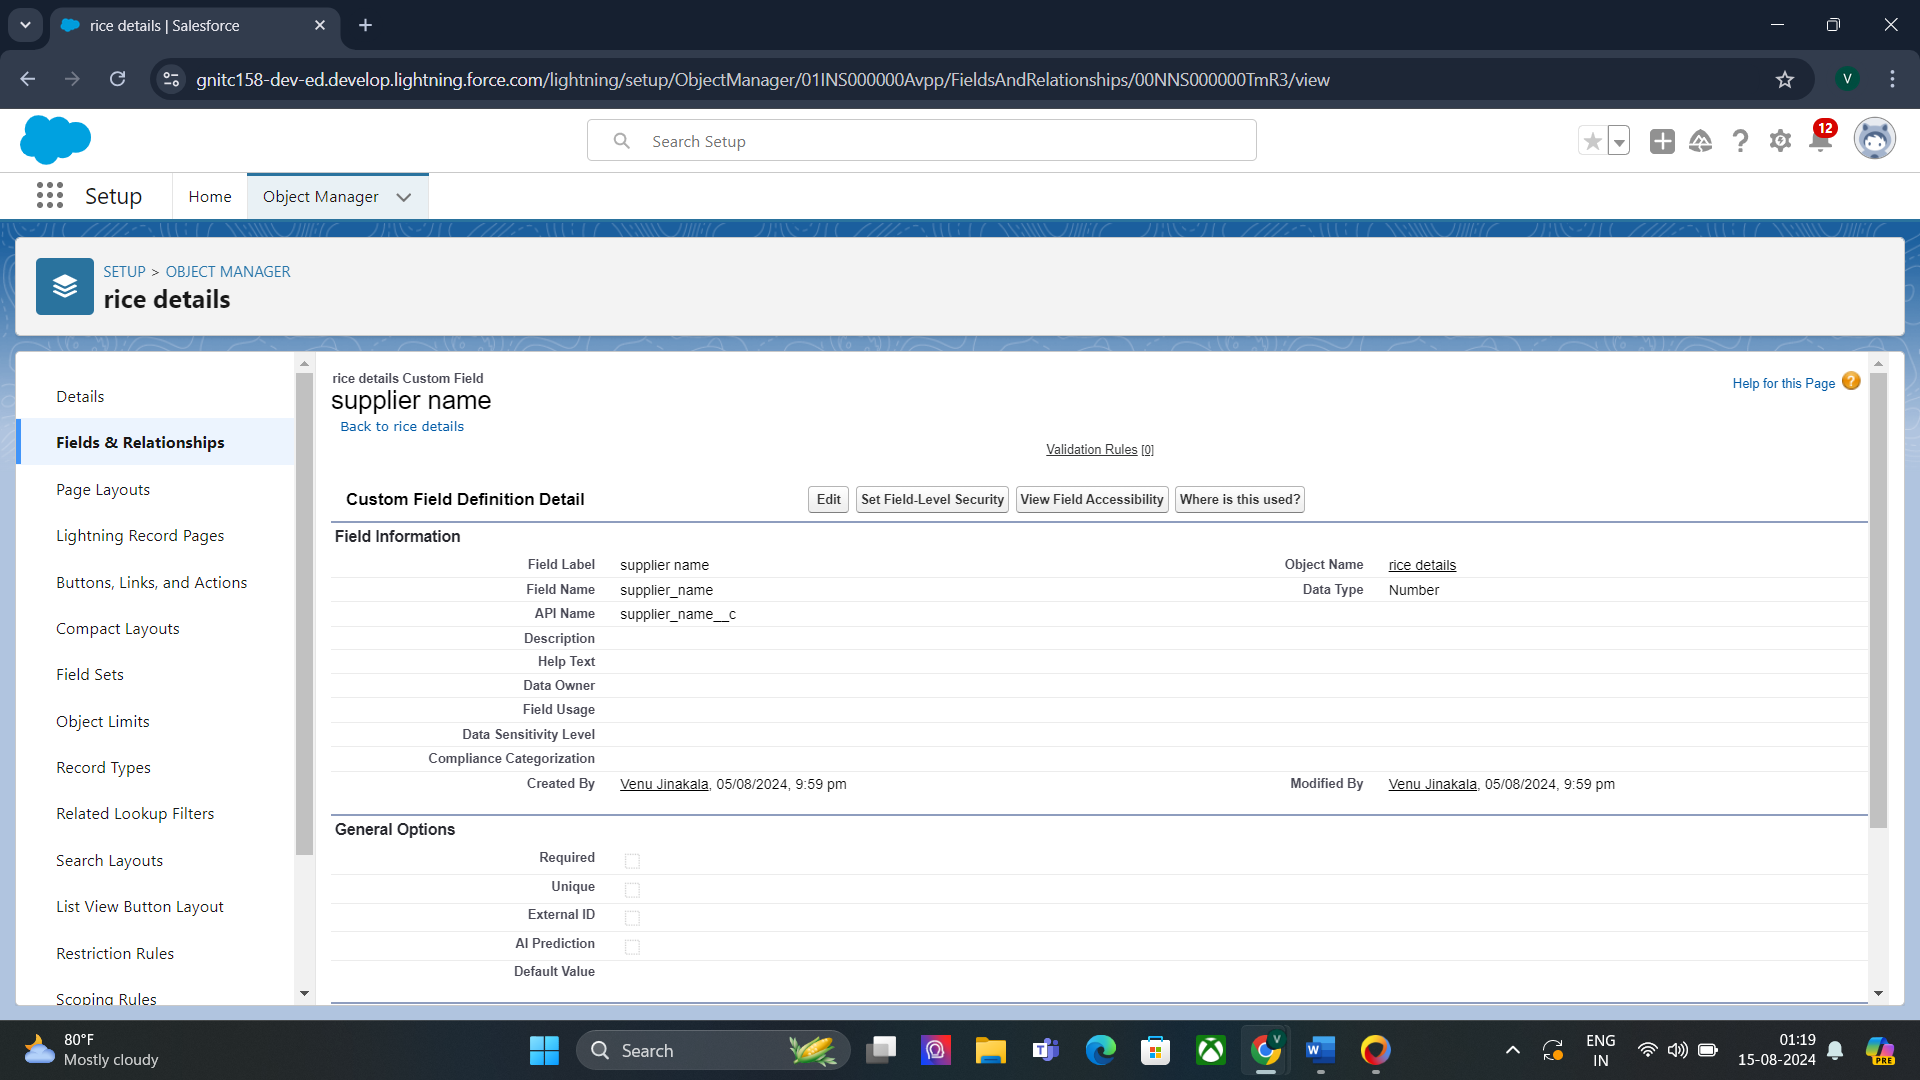 rice details | Salesforce
gnitc158-dev-ed.develop.lightning.force.com/lightning/setup/ObjectManager/01INS000000Avpp/FieldsAndRelationships/00NNS000000TmR3/view
V
Search Setup
12
Setup
Home
Object Manager
SETUP > OBJECT MANAGER
rice details
Details
Fields & Relationships
Page Layouts
Lightning Record Pages
Buttons, Links, and Actions
Compact Layouts
Field Sets
Object Limits
Record Types
Related Lookup Filters
Search Layouts
List View Button Layout
Restriction Rules
Scoping Rules
rice details Custom Field
supplier name
Back to rice details
Help for this Page ?
Validation Rules [0]
Custom Field Definition Detail
Edit
Set Field-Level Security
View Field Accessibility
Where is this used?
Field Information
Field Label supplier name Object Name rice details
Field Name supplier_name Data Type Number
API Name supplier_name__c
Description
Help Text
Data Owner
Field Usage
Data Sensitivity Level
Compliance Categorization
Created By Venu Jinakala, 05/08/2024, 9:59 pm Modified By Venu Jinakala, 05/08/2024, 9:59 pm
General Options
Required
Unique
External ID
AI Prediction
Default Value
80°F
Mostly cloudy
Search
V
PRE
ENG
IN
01:19
15-08-2024